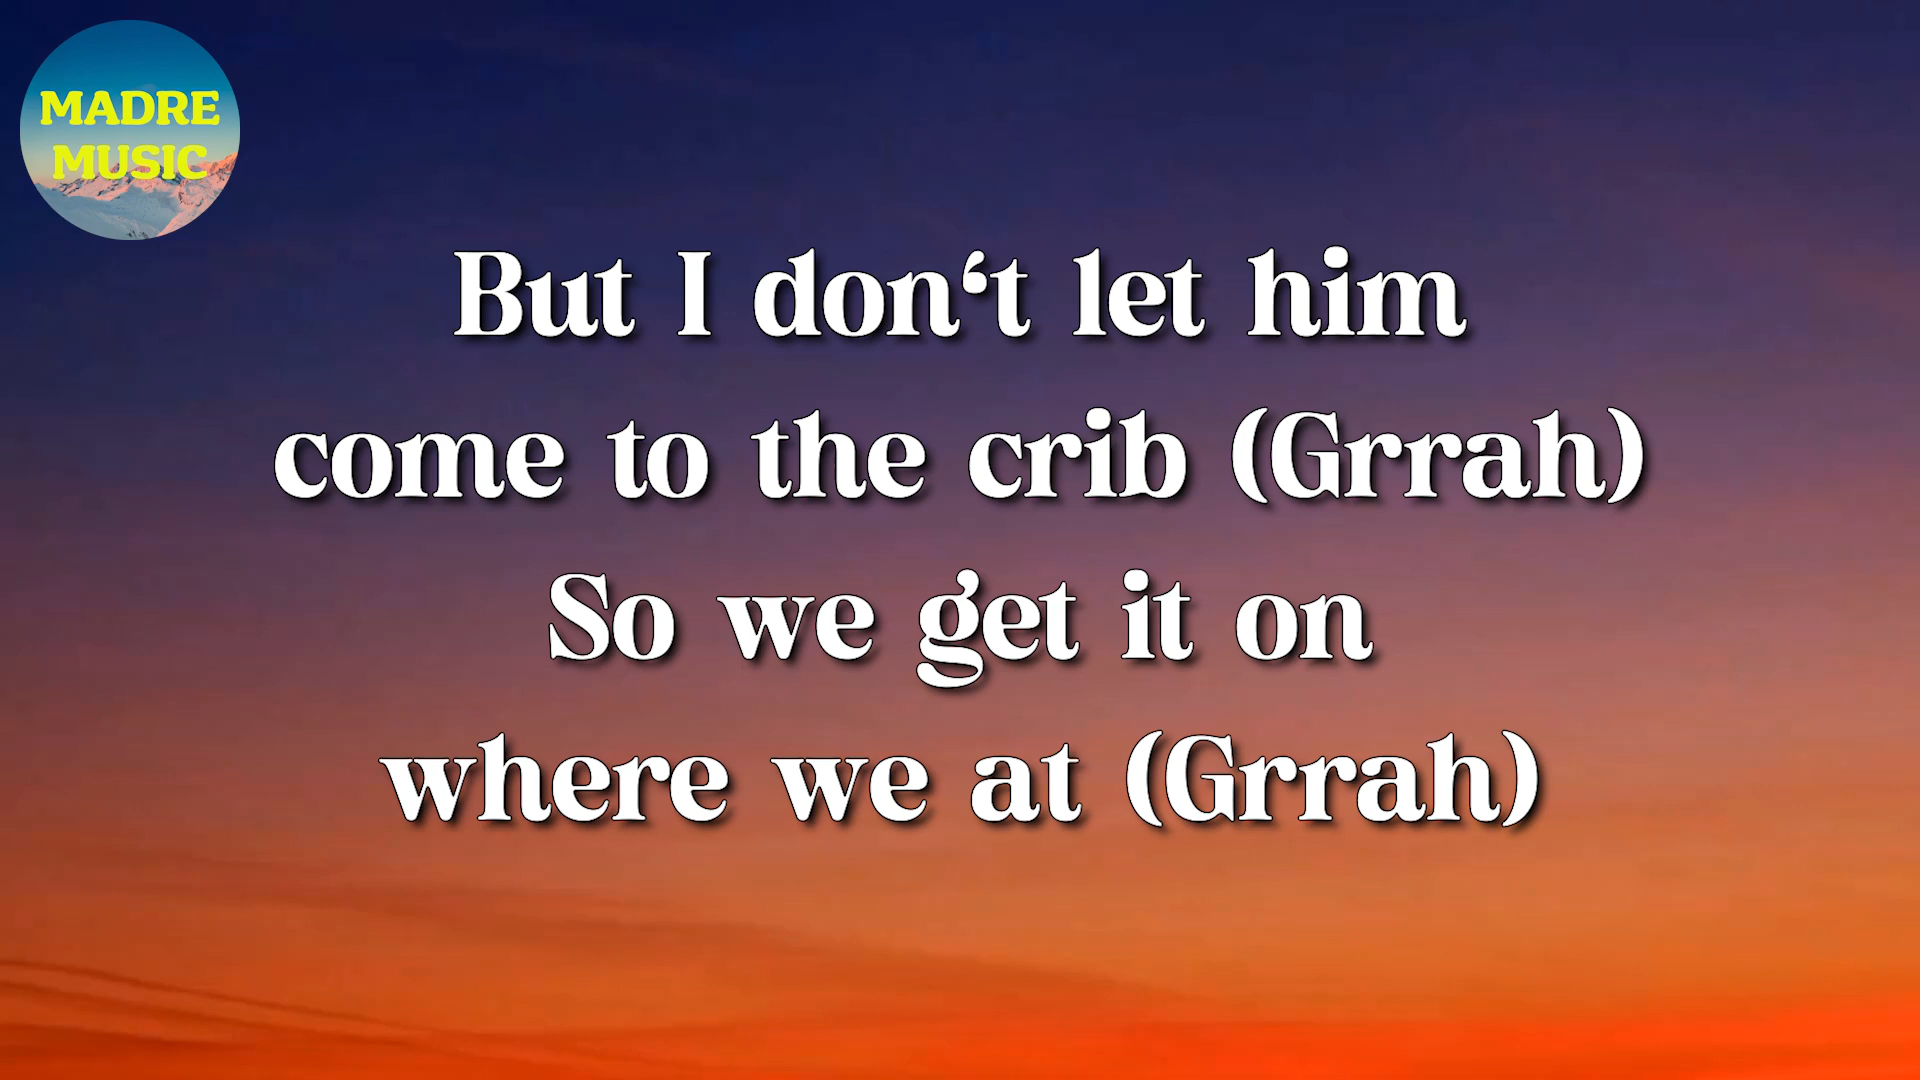 MADRE
MUSIC
But I don‘t let him
come to the crib (Grrah)
So we get it on
where we at (Grrah)